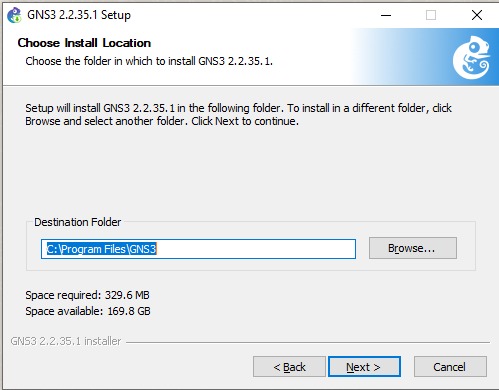 GNS3 2.2.35.1 Setup
Choose Install Location
Choose the folder in which to install GNS3 2.2.35.1.
Setup will install GNS3 2.2.35.1 in the following folder. To install in a different folder, click
Browse and select another folder. Click Next to continue.
Destination Folder
C:\Program Files\GNS3
Browse...
Space required: 329.6 MB
Space available: 169.8 GB
GNS3 2.2.35.1 installer
< Back
Next >
Cancel